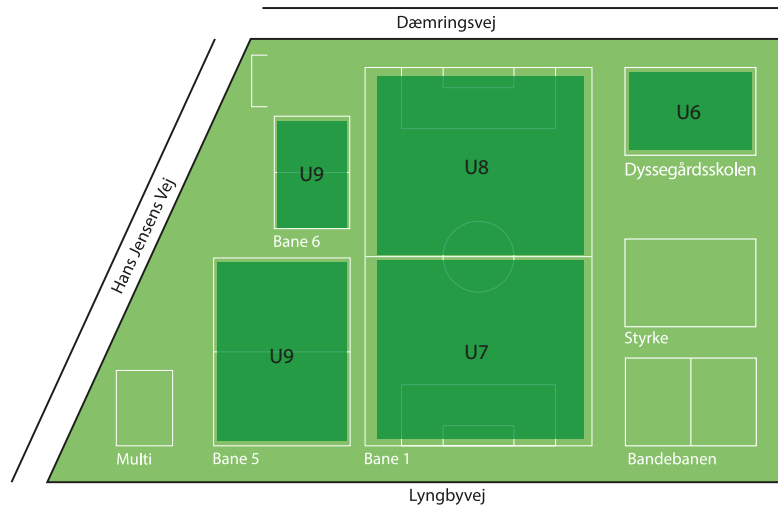 Dæmringsvej
U6
U8
U9
Dyssegårdsskolen
Hans Jensens Vej
Bane 6
Styrke
U9
U7
Multi
Bane 5
Bane 1
Bandebanen
Lyngbyvej